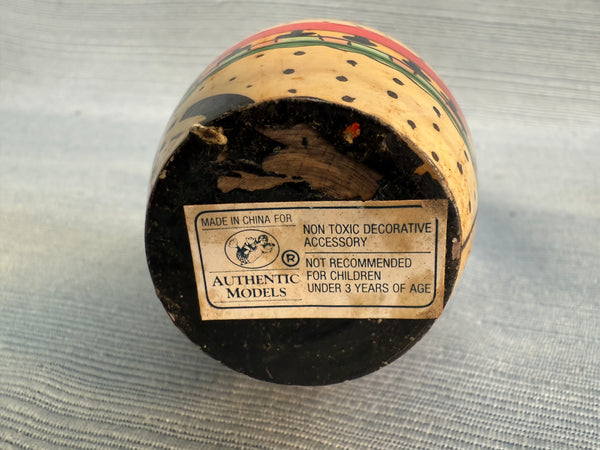 MADE IN CHINA FOR
®
AUTHENTIC
MODELS
NON TOXIC DECORATIVE
ACCESSORY
NOT RECOMMENDED
FOR CHILDREN
UNDER 3 YEARS OF AGE